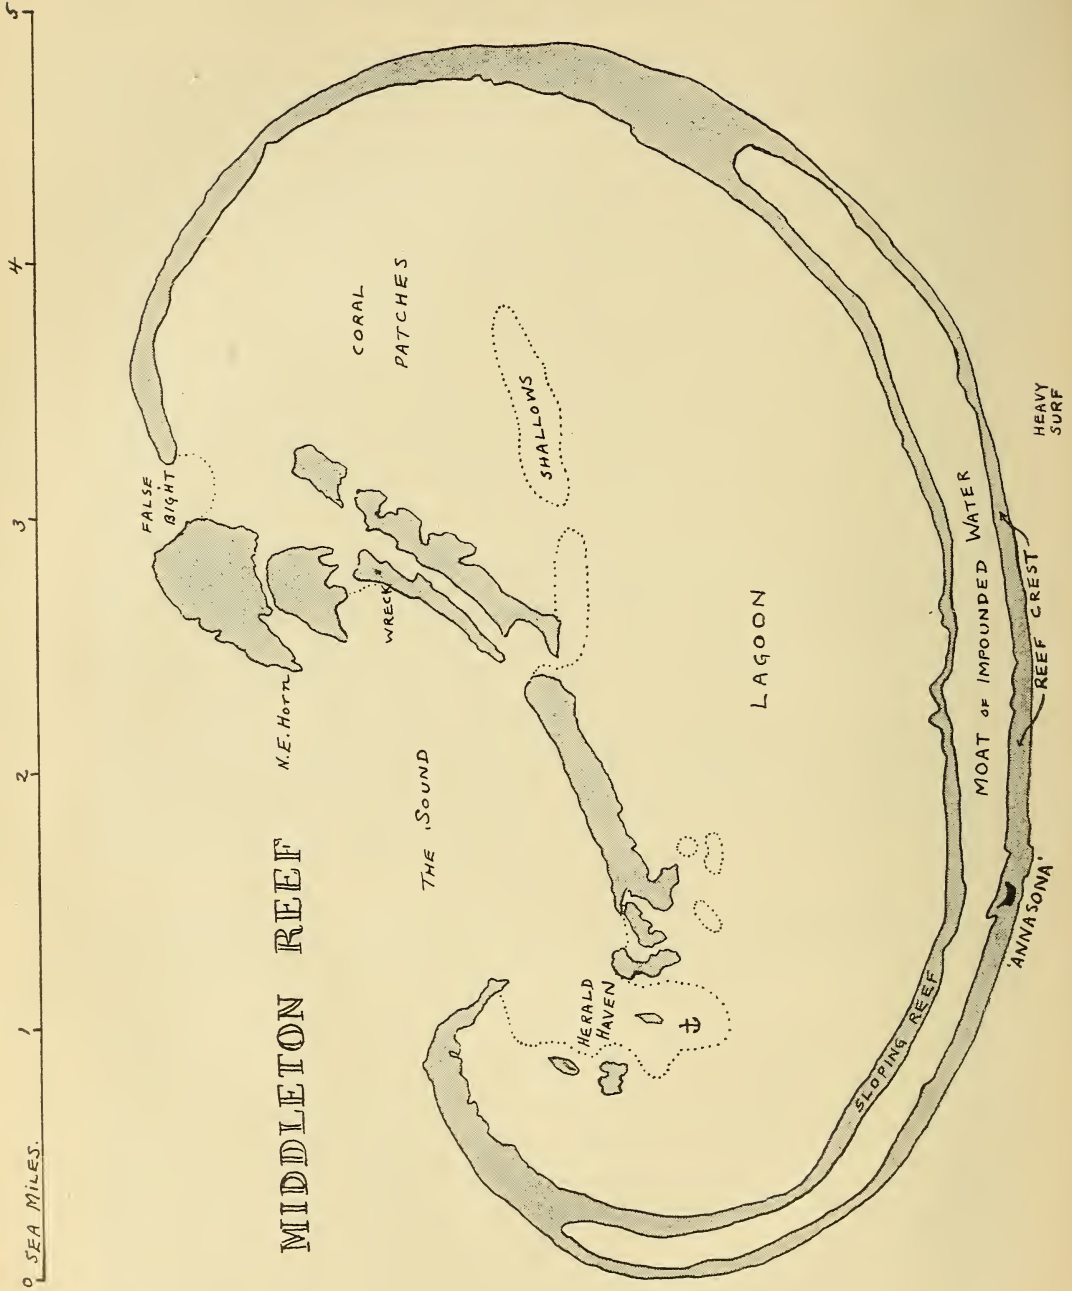 MIDDLETON REEF
0 SEA MILES.
1
2
3
4
5
FALSE
BIGHT
N.E. Horn
WRECK
CORAL
PATCHES
SHALLOWS
THE SOUND
HERALD
HAVEN
LAGOON
SLOPING REEF
MOAT OF IMPOUNDED WATER
REEF CREST
'ANNASONA'
HEAVY
SURF